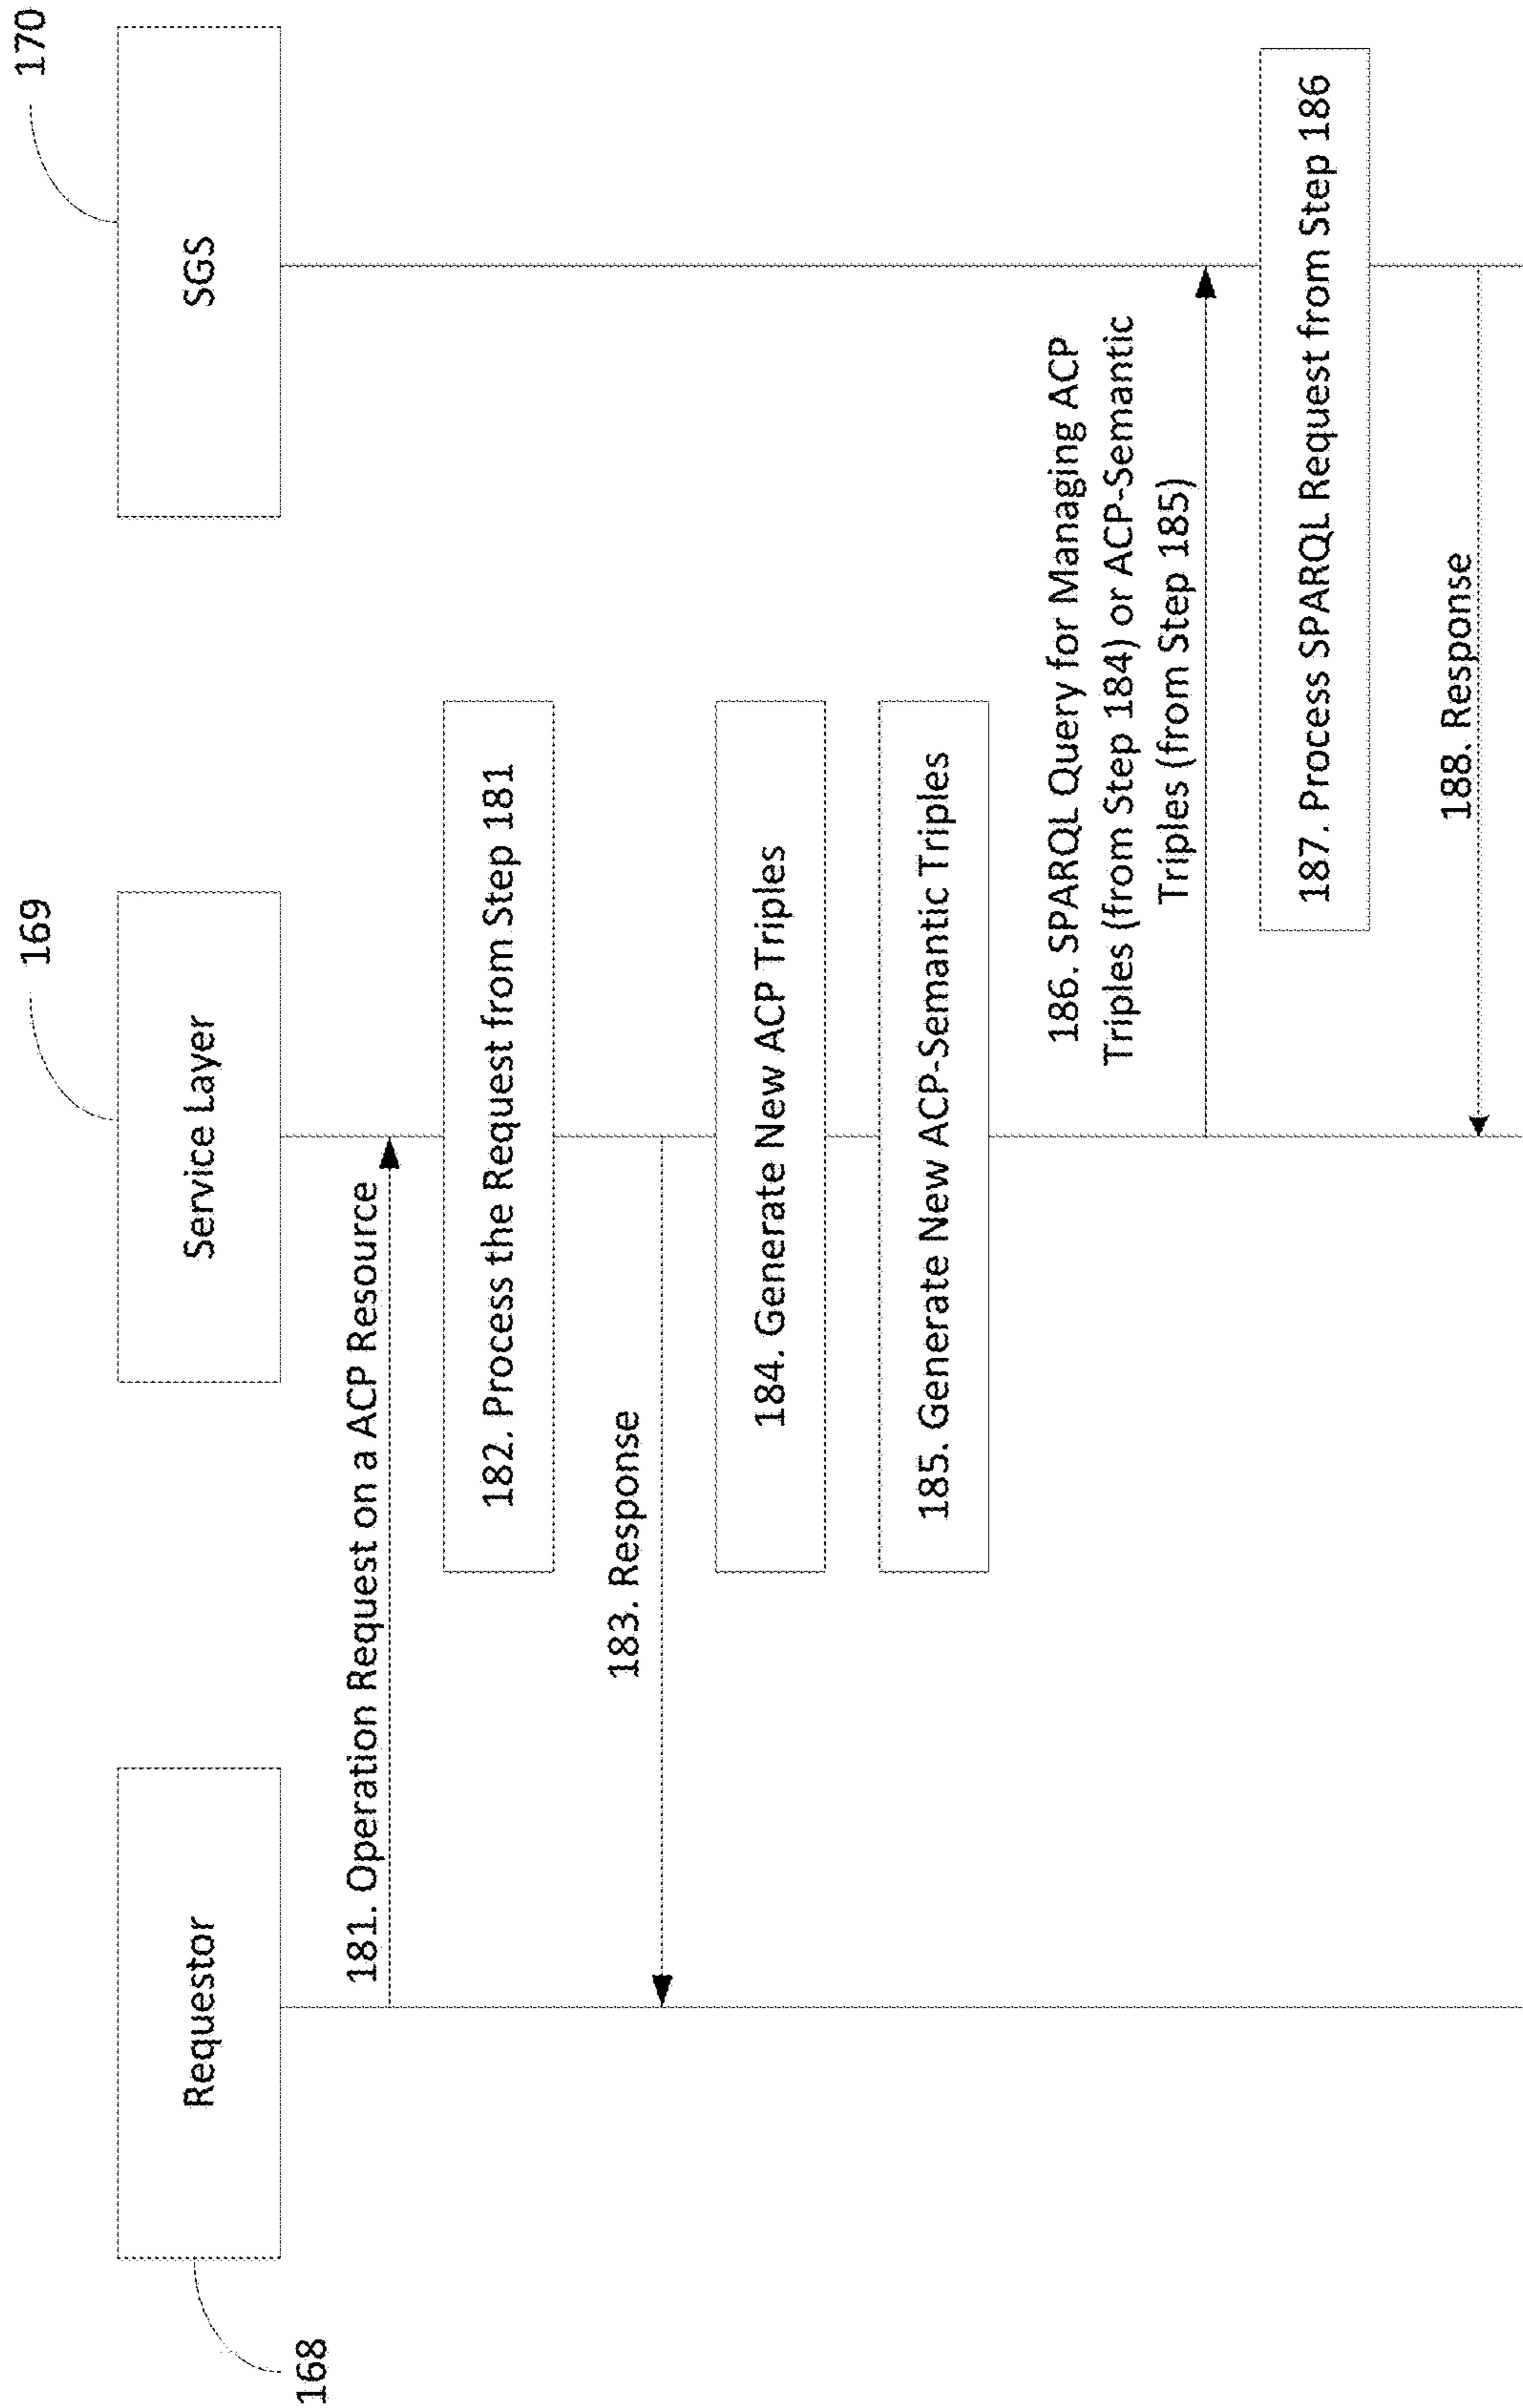 168
169
170
Requestor
Service Layer
SGS
181. Operation Request on a ACP Resource
182. Process the Request from Step 181
183. Response
184. Generate New ACP Triples
185. Generate New ACP-Semantic Triples
186. SPARQL Query for Managing ACP
Triples (from Step 184) or ACP-Semantic
Triples (from Step 185)
187. Process SPARQL Request from Step 186
188. Response